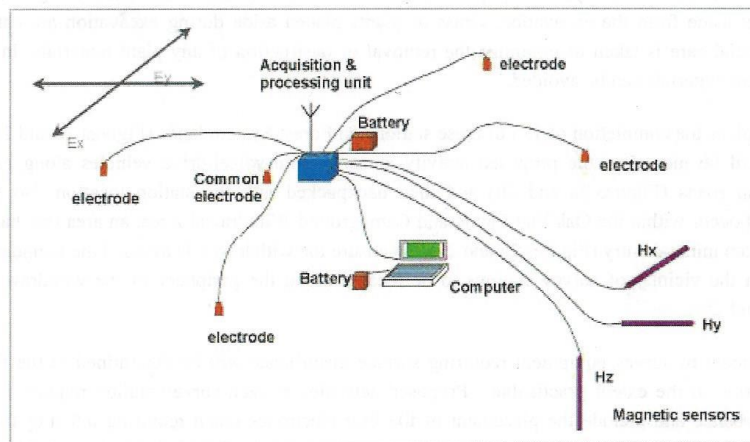 Ey
Ex
Acquisition &
processing unit
electrode
Battery
electrode
Common
electrode
electrode
Battery
Computer
electrode
Hx
Hy
Hz
Magnetic sensors